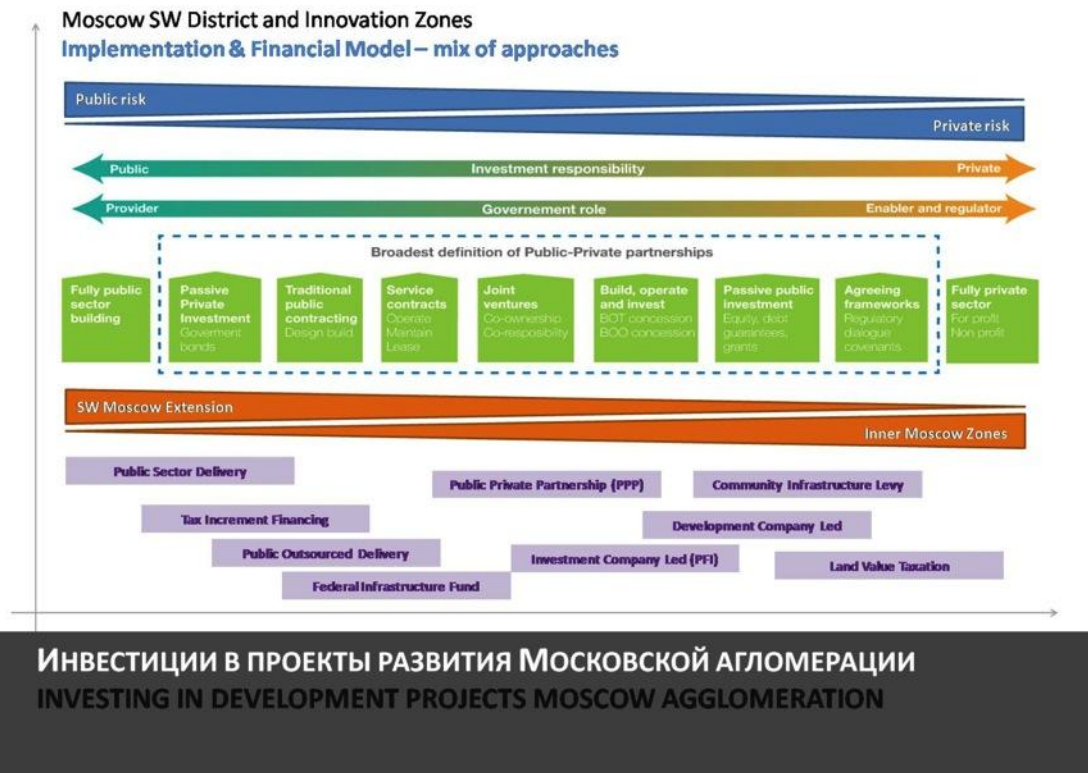 Moscow SW District and Innovation Zones
Implementation & Financial Model – mix of approaches
Public risk
Private risk
Public
Investment responsibility
Private
Provider
Governement role
Enabler and regulator
Broadest definition of Public-Private partnerships
Fully public
sector
building
Passive
Private
Investment
Goverment
bonds
Traditional
public
contracting
Design build
Service
contracts
Operate
Maintain
Lease
Joint
ventures
Co-ownership
Co-resposibility
Build, operate
and invest
BOT concession
BOO concession
Passive public
investment
Equity, debt
guarantees,
grants
Agreeing
frameworks
Regulatory
dialogue
covenants
Fully private
sector
For profit
Non profit
SW Moscow Extension
Inner Moscow Zones
Public Sector Delivery
Public Private Partnership (PPP)
Community Infrastructure Levy
Tax Increment Financing
Development Company Led
Public Outsourced Delivery
Investment Company Led (PFI)
Land Value Taxation
Federal Infrastructure Fund
ИНВЕСТИЦИИ В ПРОЕКТЫ РАЗВИТИЯ МОСКОВСКОЙ АГЛОМЕРАЦИИ
INVESTING IN DEVELOPMENT PROJECTS MOSCOW AGGLOMERATION